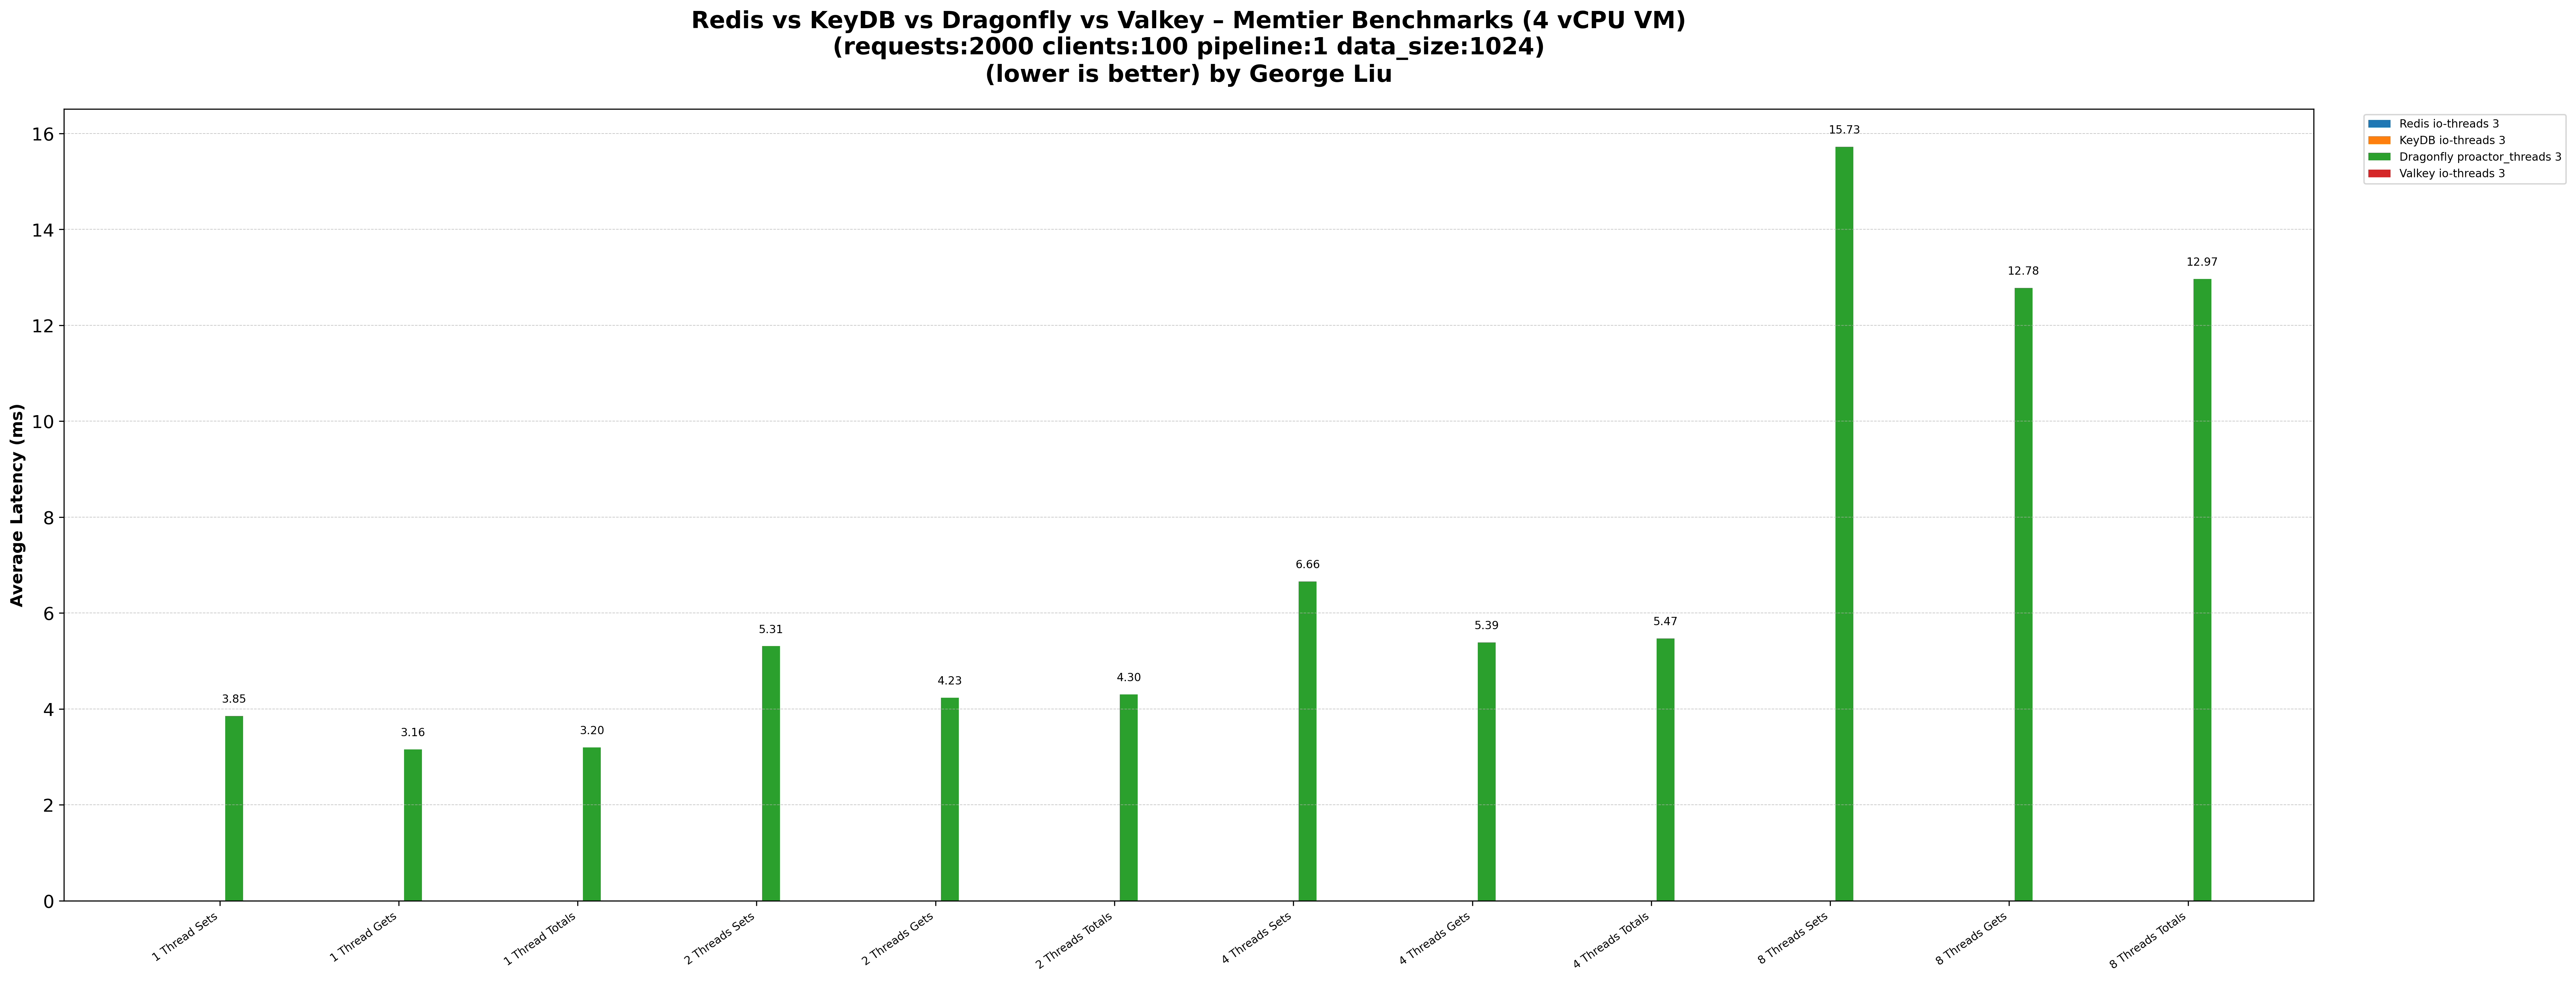 Redis vs KeyDB vs Dragonfly vs Valkey – Memtier Benchmarks (4 vCPU VM)
(requests:2000 clients:100 pipeline:1 data_size:1024)
(lower is better) by George Liu
Redis io-threads 3
KeyDB io-threads 3
Dragonfly proactor_threads 3
Valkey io-threads 3
Average Latency (ms)
16
14
12
10
8
6
4
2
0
3.85
3.16
3.20
5.31
4.23
4.30
6.66
5.39
5.47
15.73
12.78
12.97
1 Thread Sets
1 Thread Gets
1 Thread Totals
2 Threads Sets
2 Threads Gets
2 Threads Totals
4 Threads Sets
4 Threads Gets
4 Threads Totals
8 Threads Sets
8 Threads Gets
8 Threads Totals